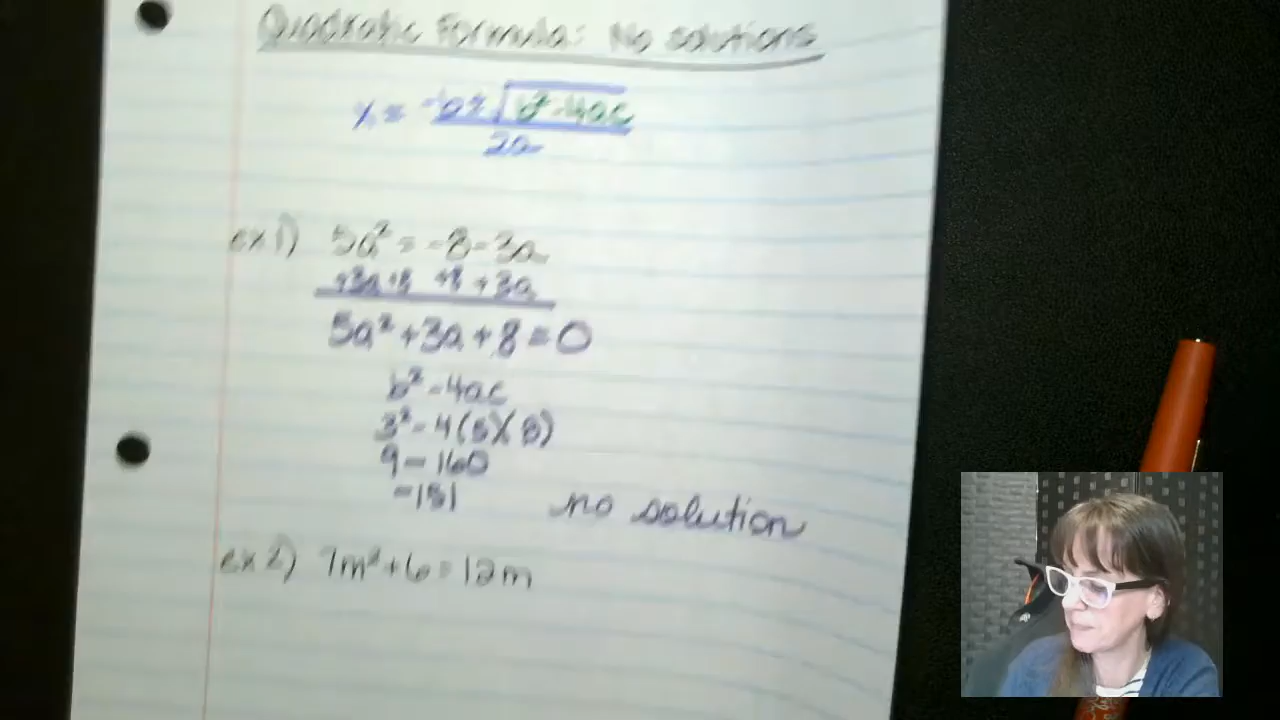 Quadratic Formula: No solutions
x = -b ± √b² - 4ac
2a
ex 1) 5a² = -8 - 3a
+3a +8 +8 +3a
5a² + 3a + 8 = 0
b² - 4ac
3² - 4(5)(8)
9 - 160
-151 no solution
ex 2) 7m² + 6 = 12m